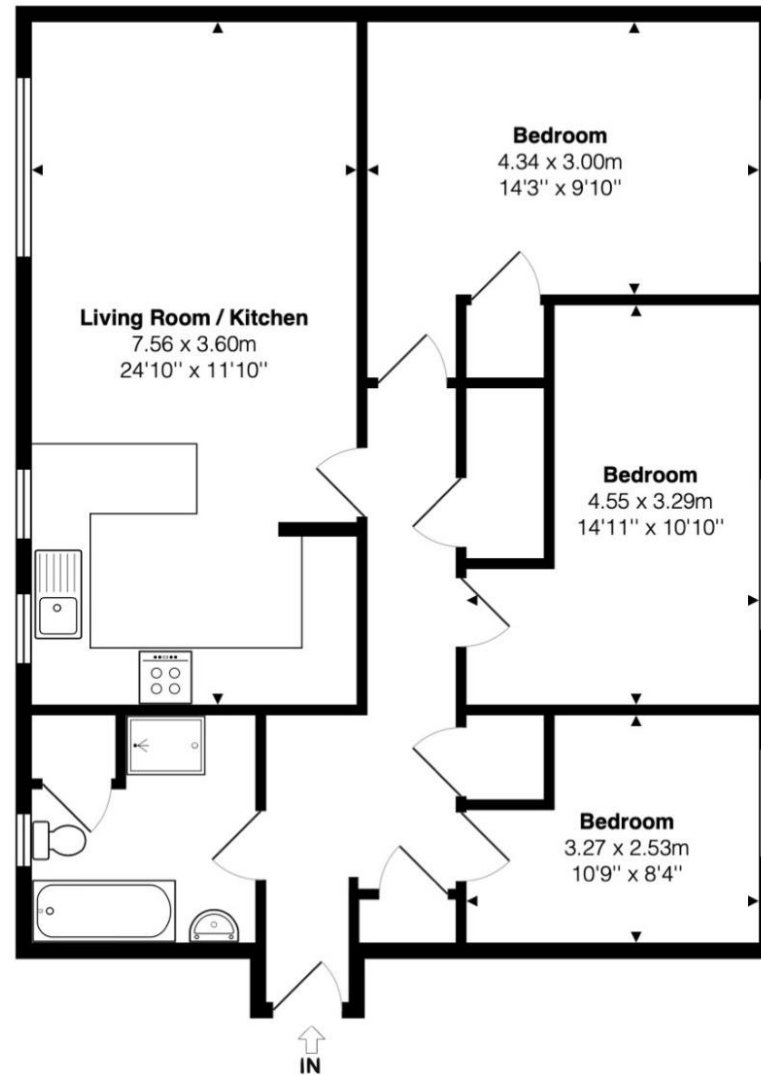 Bedroom
4.34 x 3.00m
14'3'' x 9'10''
Living Room / Kitchen
7.56 x 3.60m
24'10'' x 11'10''
Bedroom
4.55 x 3.29m
14'11'' x 10'10''
Bedroom
3.27 x 2.53m
10'9'' x 8'4''
IN